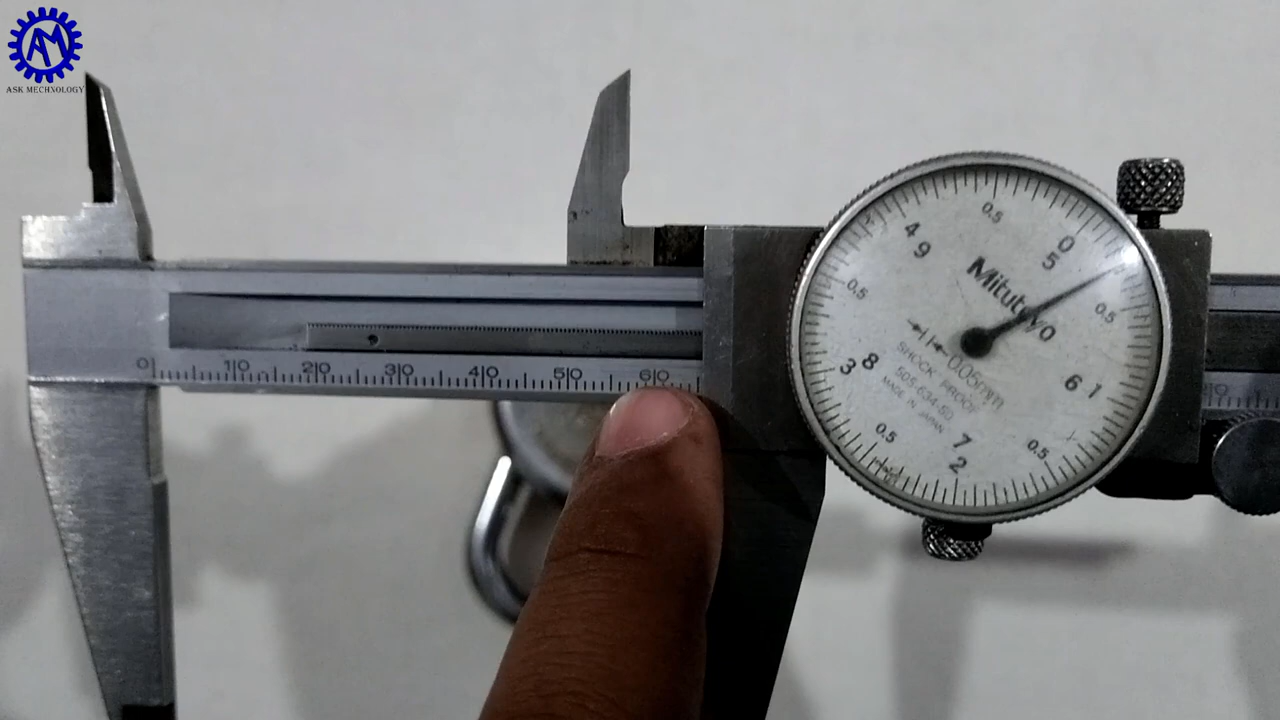 AM
ASK MECHNOLOGY
0 10 20 30 40 50 60
0.5
0
5
4
9
Mitutoyo
0.5
0.5
0.05mm
SHOCK PROOF
505-634-50
MADE IN JAPAN
3
8
6
1
0.5
7
2
0.5